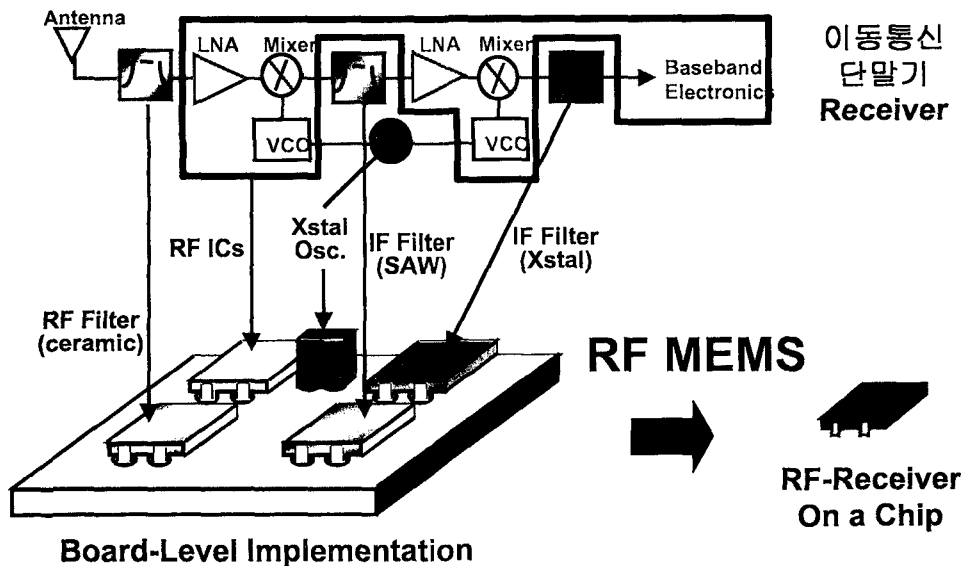 Antenna
LNA
Mixer
LNA
Mixer
Baseband
Electronics
이동통신
단말기
Receiver
VCO
VCO
RF ICs
Xstal
Osc.
IF Filter
(SAW)
IF Filter
(Xstal)
RF Filter
(ceramic)
RF MEMS
RF-Receiver
On a Chip
Board-Level Implementation